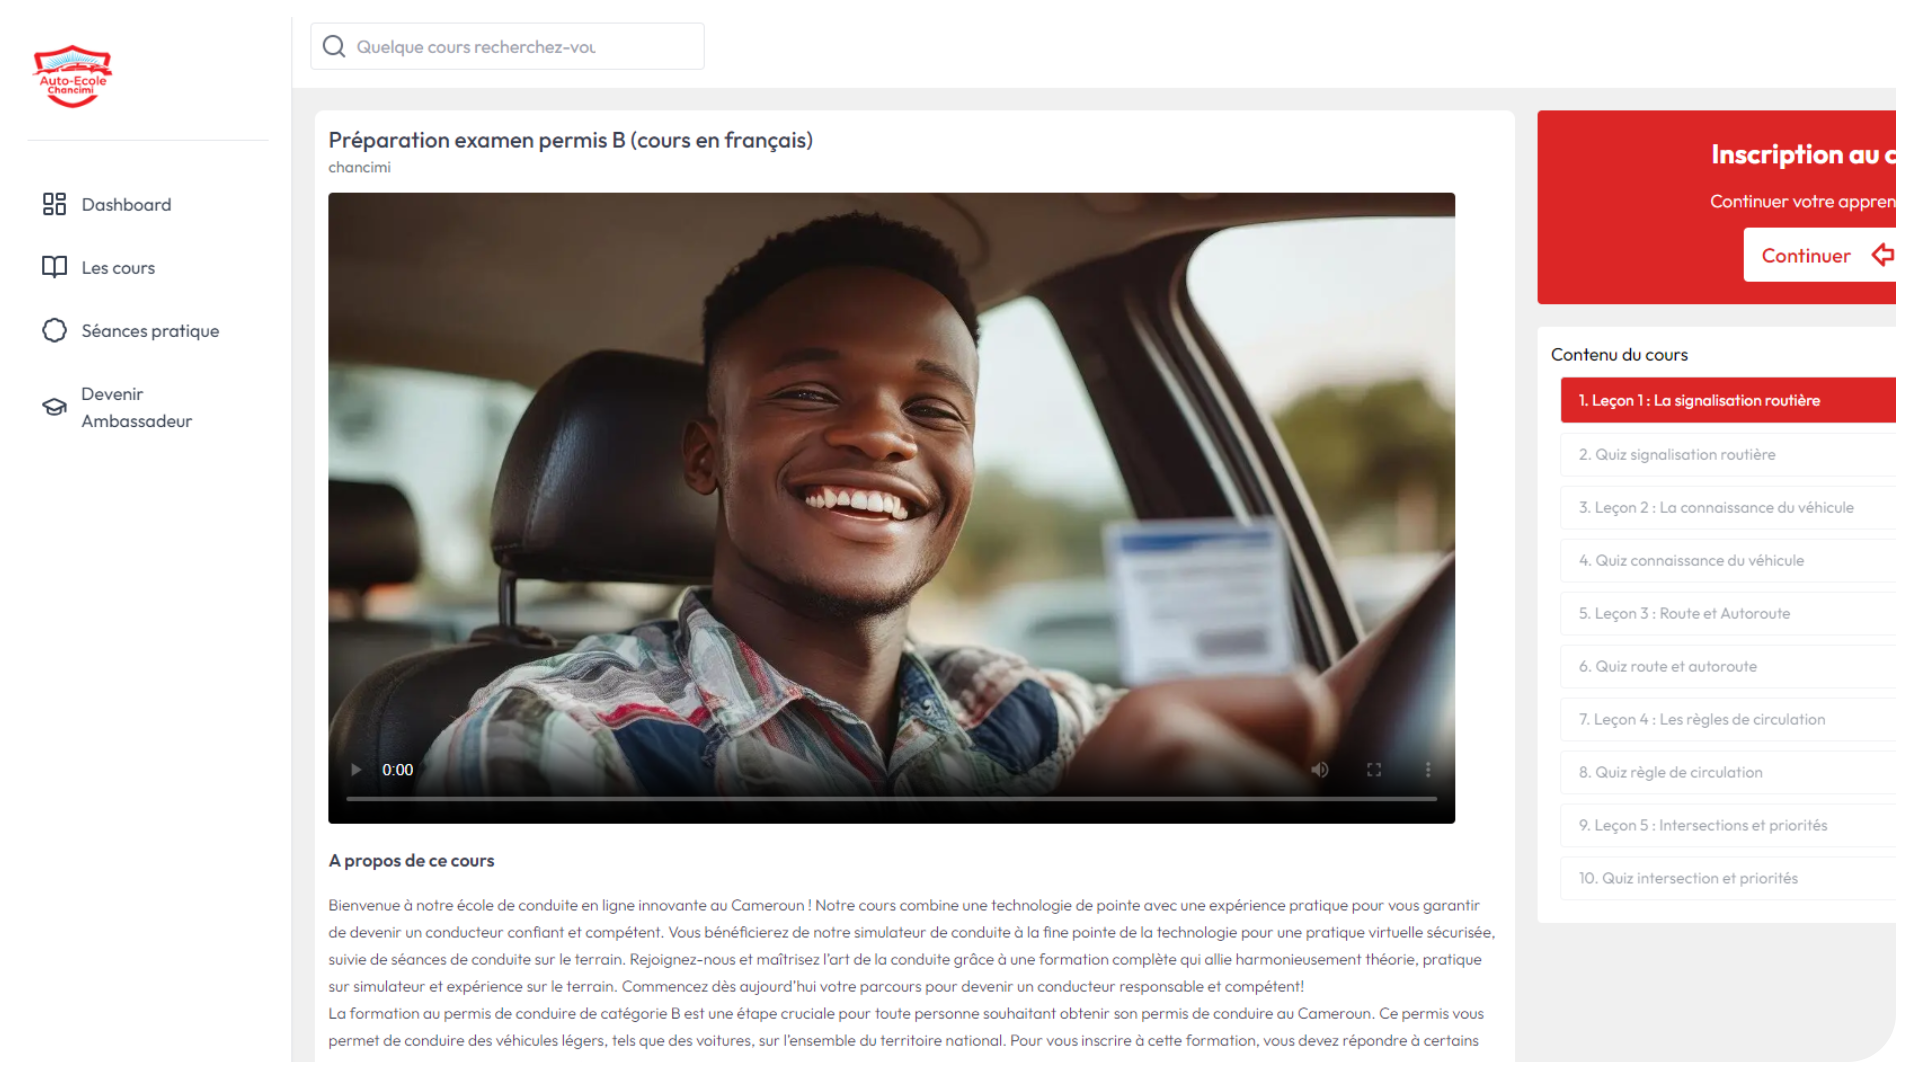 Auto-Ecole
Chancimi
Dashboard
Les cours
Séances pratique
Devenir
Ambassadeur
Quelque cours recherchez-vou
Préparation examen permis B (cours en français)
chancimi
0:00
A propos de ce cours
Bienvenue à notre école de conduite en ligne innovante au Cameroun ! Notre cours combine une technologie de pointe avec une expérience pratique pour vous garantir
de devenir un conducteur confiant et compétent. Vous bénéficierez de notre simulateur de conduite à la fine pointe de la technologie pour une pratique virtuelle sécurisée,
suivie de séances de conduite sur le terrain. Rejoignez-nous et maîtrisez l'art de la conduite grâce à une formation complète qui allie harmonieusement théorie, pratique
sur simulateur et expérience sur le terrain. Commencez dès aujourd'hui votre parcours pour devenir un conducteur responsable et compétent!
La formation au permis de conduire de catégorie B est une étape cruciale pour toute personne souhaitant obtenir son permis de conduire au Cameroun. Ce permis vous
permet de conduire des véhicules légers, tels que des voitures, sur l'ensemble du territoire national. Pour vous inscrire à cette formation, vous devez répondre à certains
Inscription au c
Continuer votre appren
Continuer
Contenu du cours
1. Leçon 1 : La signalisation routière
2. Quiz signalisation routière
3. Leçon 2 : La connaissance du véhicule
4. Quiz connaissance du véhicule
5. Leçon 3 : Route et Autoroute
6. Quiz route et autoroute
7. Leçon 4 : Les règles de circulation
8. Quiz règle de circulation
9. Leçon 5 : Intersections et priorités
10. Quiz intersection et priorités